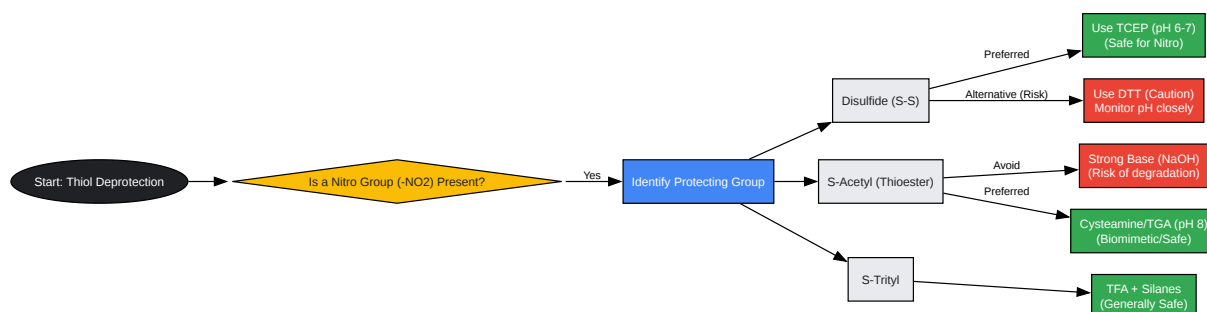 Start: Thiol Deprotection
Is a Nitro Group (-NO2) Present?
Yes
Identify Protecting Group
Disulfide (S-S)
Preferred
Use TCEP (pH 6-7)
(Safe for Nitro)
Alternative (Risk)
Use DTT (Caution)
Monitor pH closely
S-Acetyl (Thioester)
Avoid
Strong Base (NaOH)
(Risk of degradation)
Preferred
Cysteamine/TGA (pH 8)
(Biomimetic/Safe)
S-Trityl
TFA + Silanes
(Generally Safe)